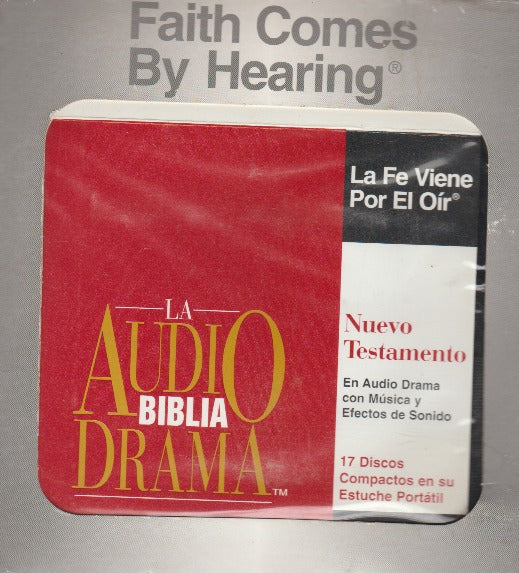 Faith Comes
By Hearing®
La Fe Viene
Por El Oír®
LA
AUDIO
BIBLIA
DRAMA™
Nuevo
Testamento
En Audio Drama
con Música y
Efectos de Sonido
17 Discos
Compactos en su
Estuche Portátil